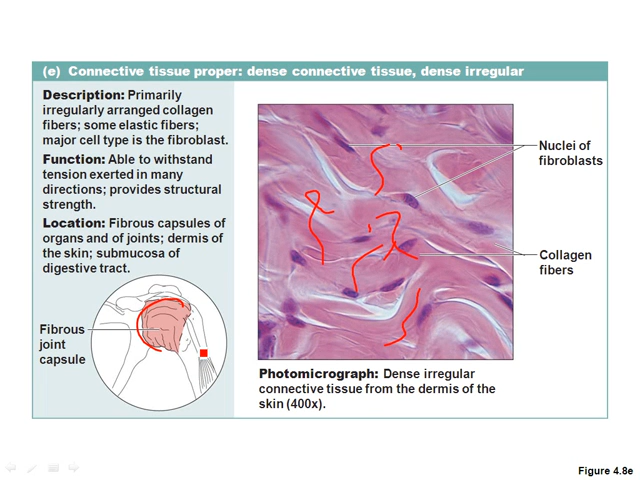 (e) Connective tissue proper: dense connective tissue, dense irregular
Description: Primarily
irregularly arranged collagen
fibers; some elastic fibers;
major cell type is the fibroblast.
Function: Able to withstand
tension exerted in many
directions; provides structural
strength.
Location: Fibrous capsules of
organs and of joints; dermis of
the skin; submucosa of
digestive tract.
Fibrous
joint
capsule
Nuclei of
fibroblasts
Collagen
fibers
Photomicrograph: Dense irregular
connective tissue from the dermis of the
skin (400x).
Figure 4.8e